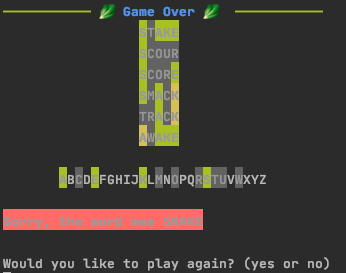 Game Over
STAKE
SCOUR
SCORE
SMACK
TRACK
AWAKE
ABCDEFGHIJKLMNOPQRSTUVWXYZ
Sorry, the word was
Would you like to play again? (yes or no)